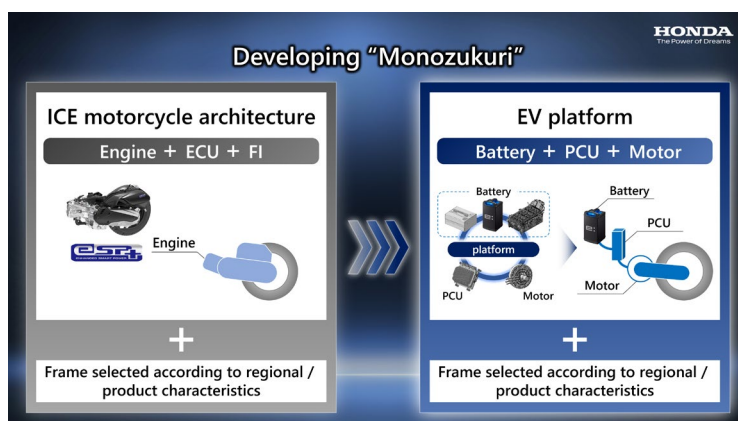 HONDA
The Power of Dreams
Developing “Monozukuri”
ICE motorcycle architecture
Engine + ECU + FI
eSP+
Engine
+
Frame selected according to regional /
product characteristics
EV platform
Battery + PCU + Motor
Battery
platform
PCU
Motor
Battery
PCU
Motor
+
Frame selected according to regional /
product characteristics